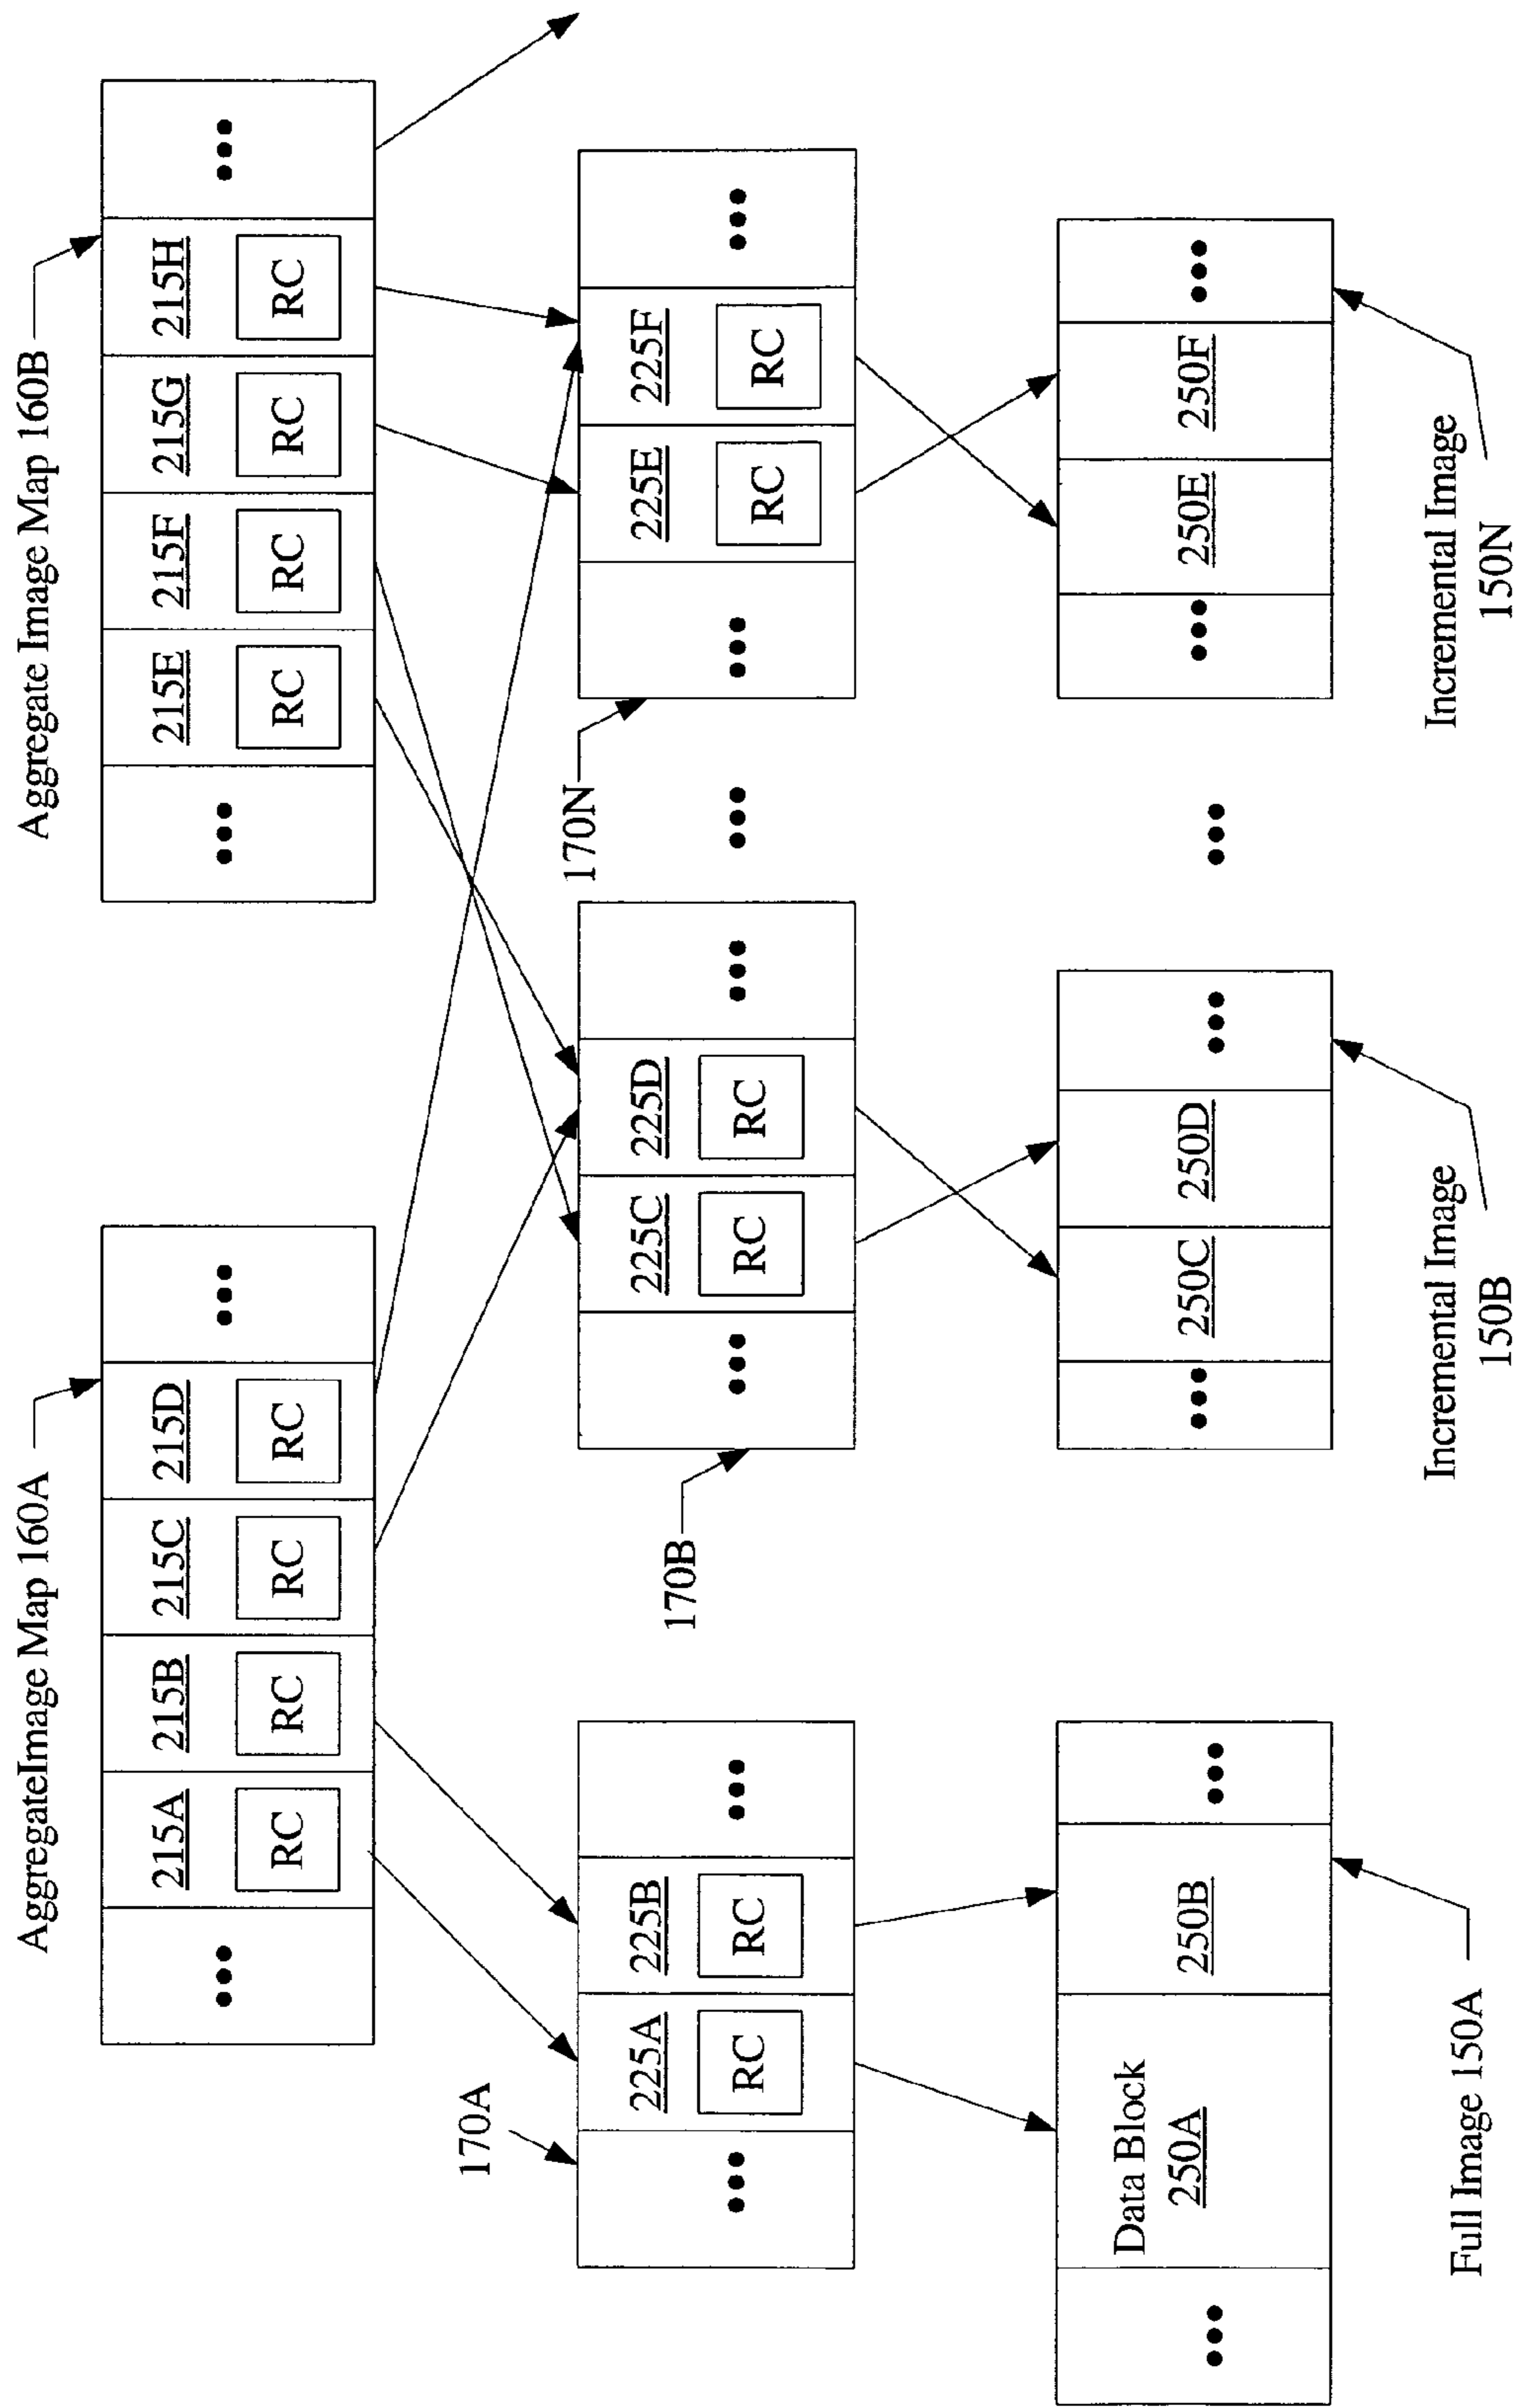 AggregateImage Map 160A
Aggregate Image Map 160B
••• 215A 215B 215C 215D •••
RC RC RC RC
••• 215E 215F 215G 215H •••
RC RC RC RC
170A
170B
170N
••• 225A 225B •••
RC RC
••• 225C 225D •••
RC RC
•••
••• 225E 225F •••
RC RC
••• Data Block
250A
250B •••
••• 250C 250D •••
•••
••• 250E 250F •••
Full Image 150A
Incremental Image
150B
Incremental Image
150N